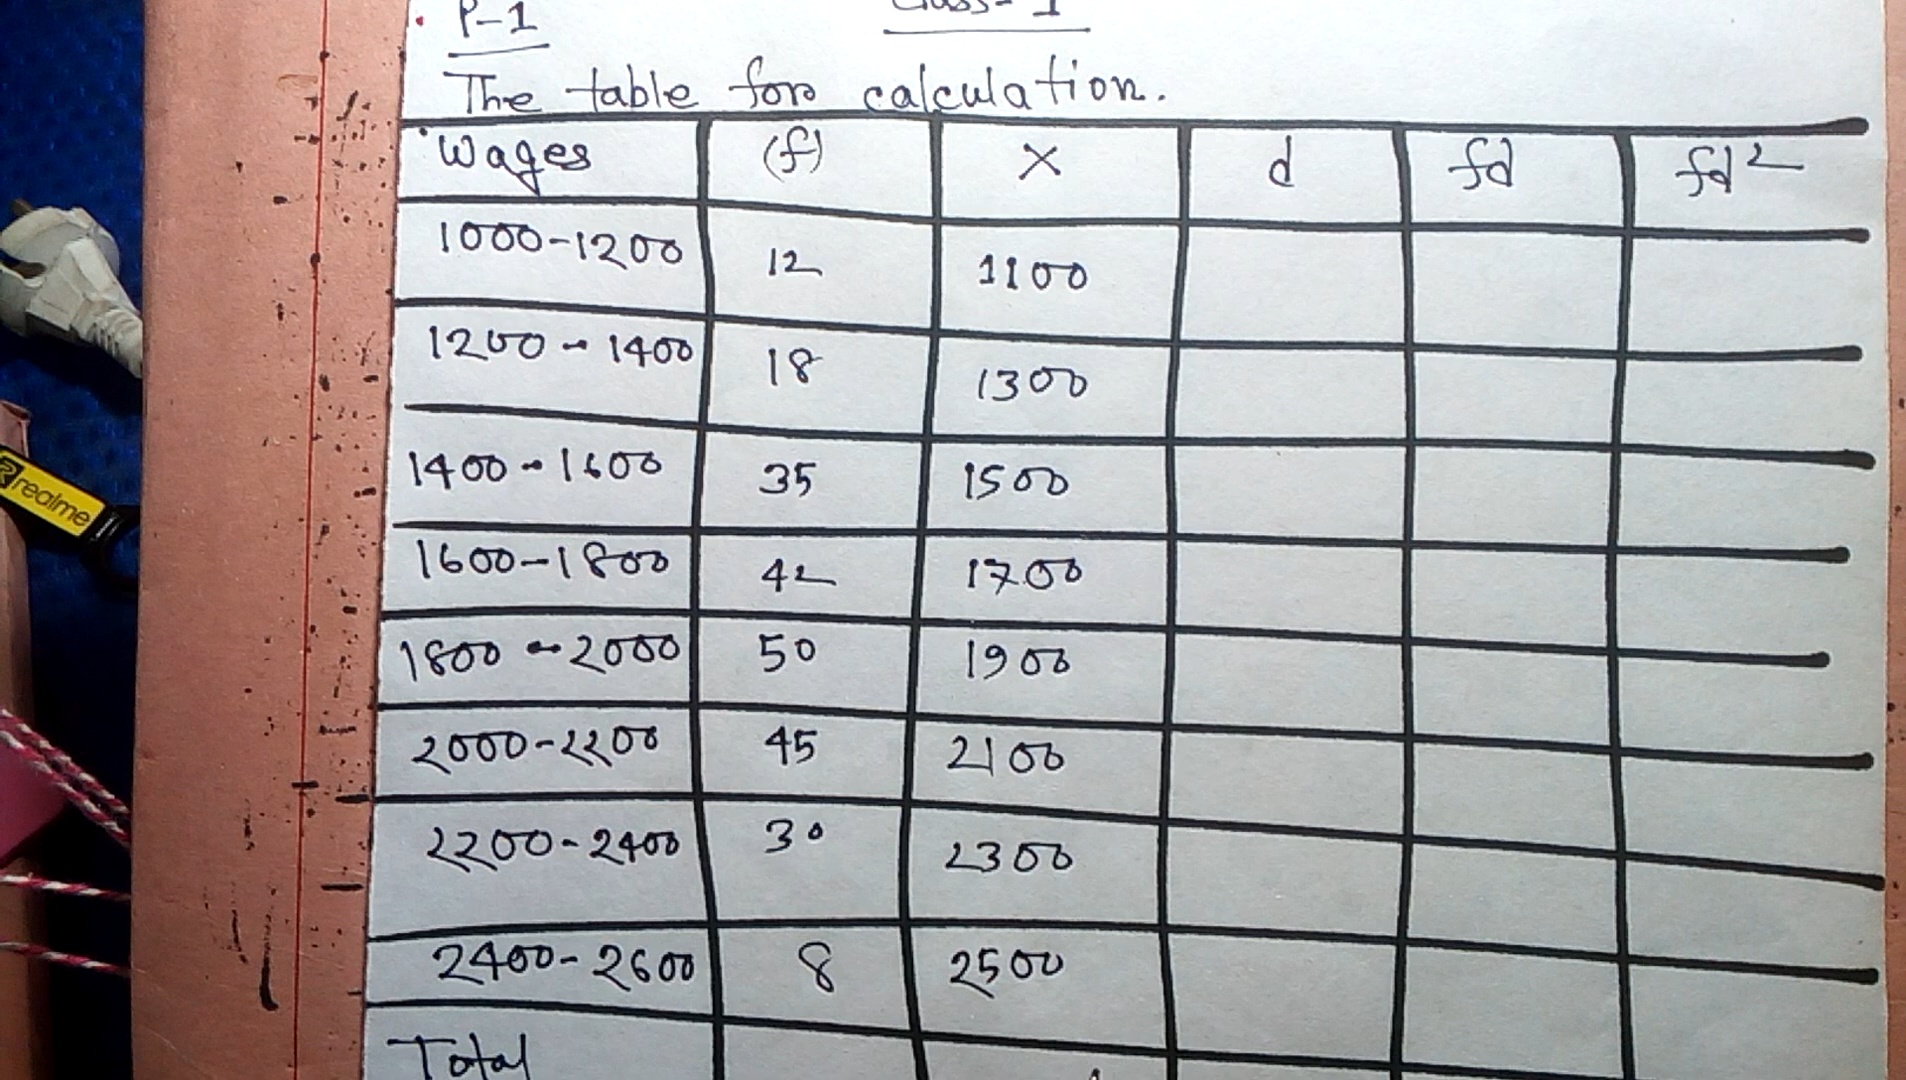 P-1
Class-1
The table for calculation.
Wages (f) x d fd fd²
1000-1200 12 1100
1200-1400 18 1300
1400-1600 35 1500
1600-1800 42 1700
1800-2000 50 1900
2000-2200 45 2100
2200-2400 30 2300
2400-2600 8 2500
Total
realme